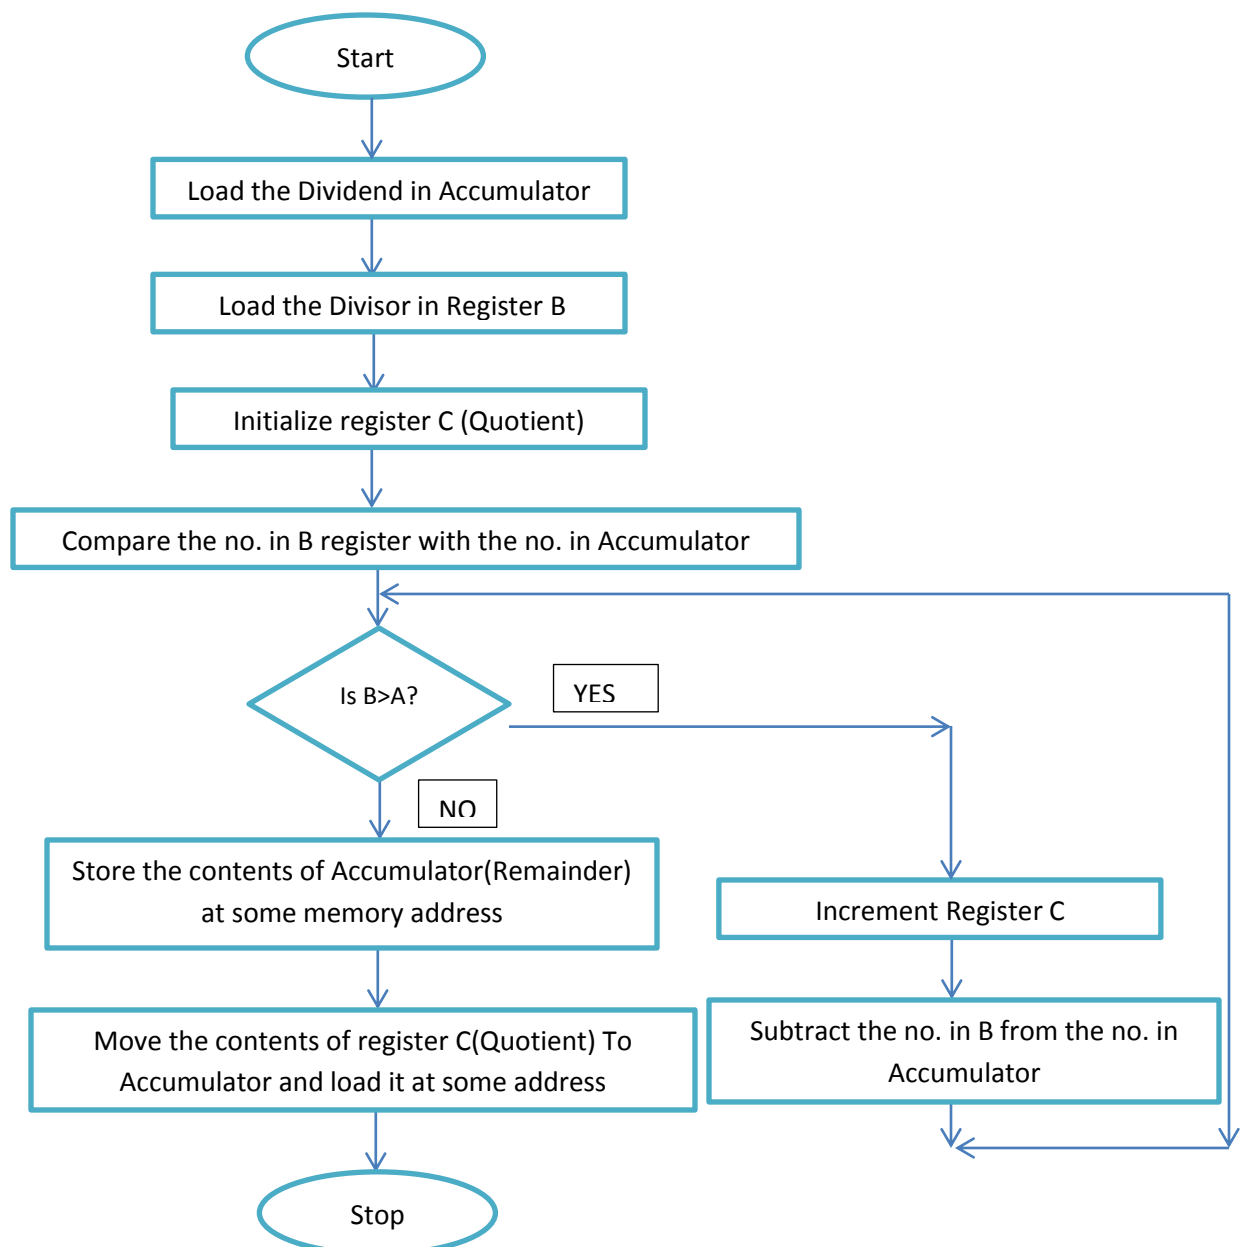 Start
Load the Dividend in Accumulator
Load the Divisor in Register B
Initialize register C (Quotient)
Compare the no. in B register with the no. in Accumulator
Is B>A?
YES
NO
Store the contents of Accumulator(Remainder)
at some memory address
Increment Register C
Move the contents of register C(Quotient) To
Accumulator and load it at some address
Subtract the no. in B from the no. in
Accumulator
Stop